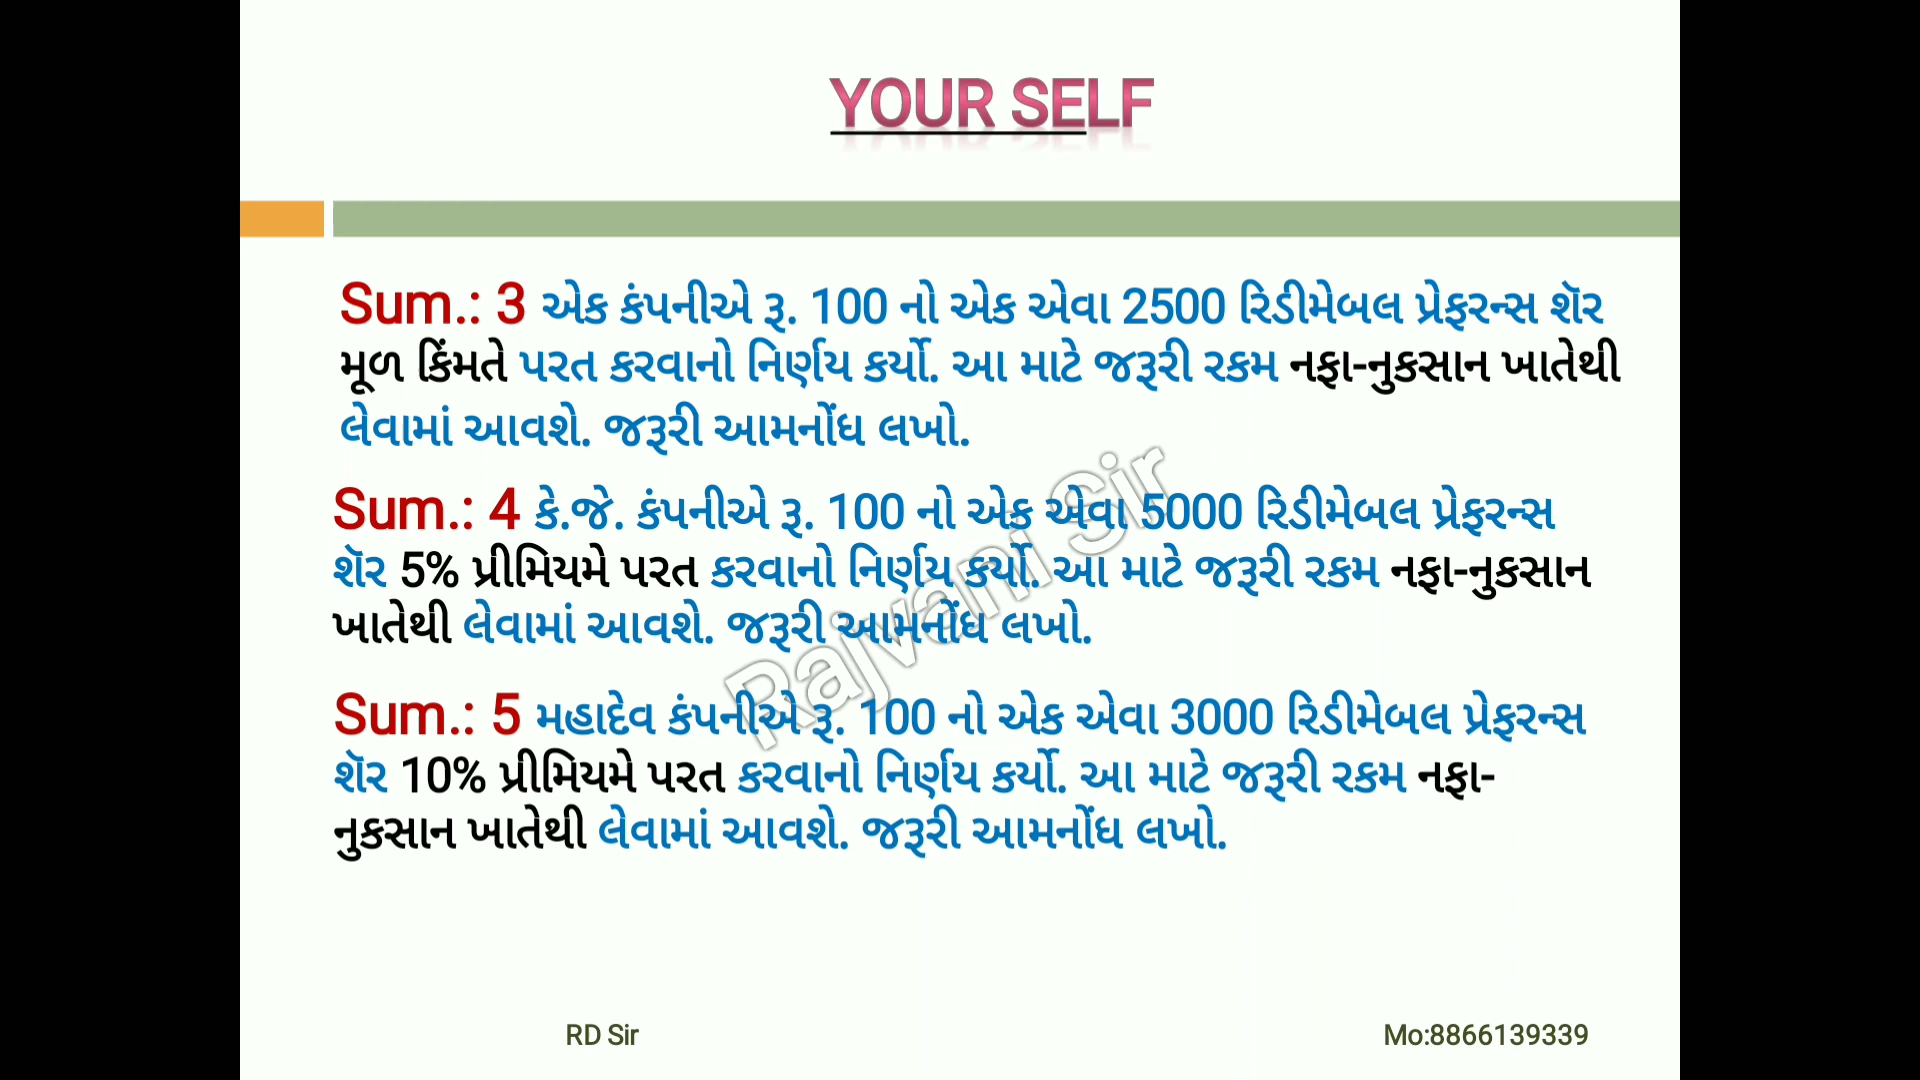 YOUR SELF
Sum.: 3 એક કંપનીએ રૂ. 100 નો એક એવા 2500 રિડીમેબલ પ્રેફરન્સ શૅર
મૂળ કિંમતે પરત કરવાનો નિર્ણય કર્યો. આ માટે જરૂરી રકમ નફા-નુકસાન ખાતેથી
લેવામાં આવશે. જરૂરી આમનોંધ લખો.
Sum.: 4 કે.જે. કંપનીએ રૂ. 100 નો એક એવા 5000 રિડીમેબલ પ્રેફરન્સ
શૅર 5% પ્રીમિયમે પરત કરવાનો નિર્ણય કર્યો. આ માટે જરૂરી રકમ નફા-નુકસાન
ખાતેથી લેવામાં આવશે. જરૂરી આમનોંધ લખો.
Rajvani Sir
Sum.: 5 મહાદેવ કંપનીએ રૂ. 100 નો એક એવા 3000 રિડીમેબલ પ્રેફરન્સ
શૅર 10% પ્રીમિયમે પરત કરવાનો નિર્ણય કર્યો. આ માટે જરૂરી રકમ નફા-
નુકસાન ખાતેથી લેવામાં આવશે. જરૂરી આમનોંધ લખો.
RD Sir
Mo:8866139339